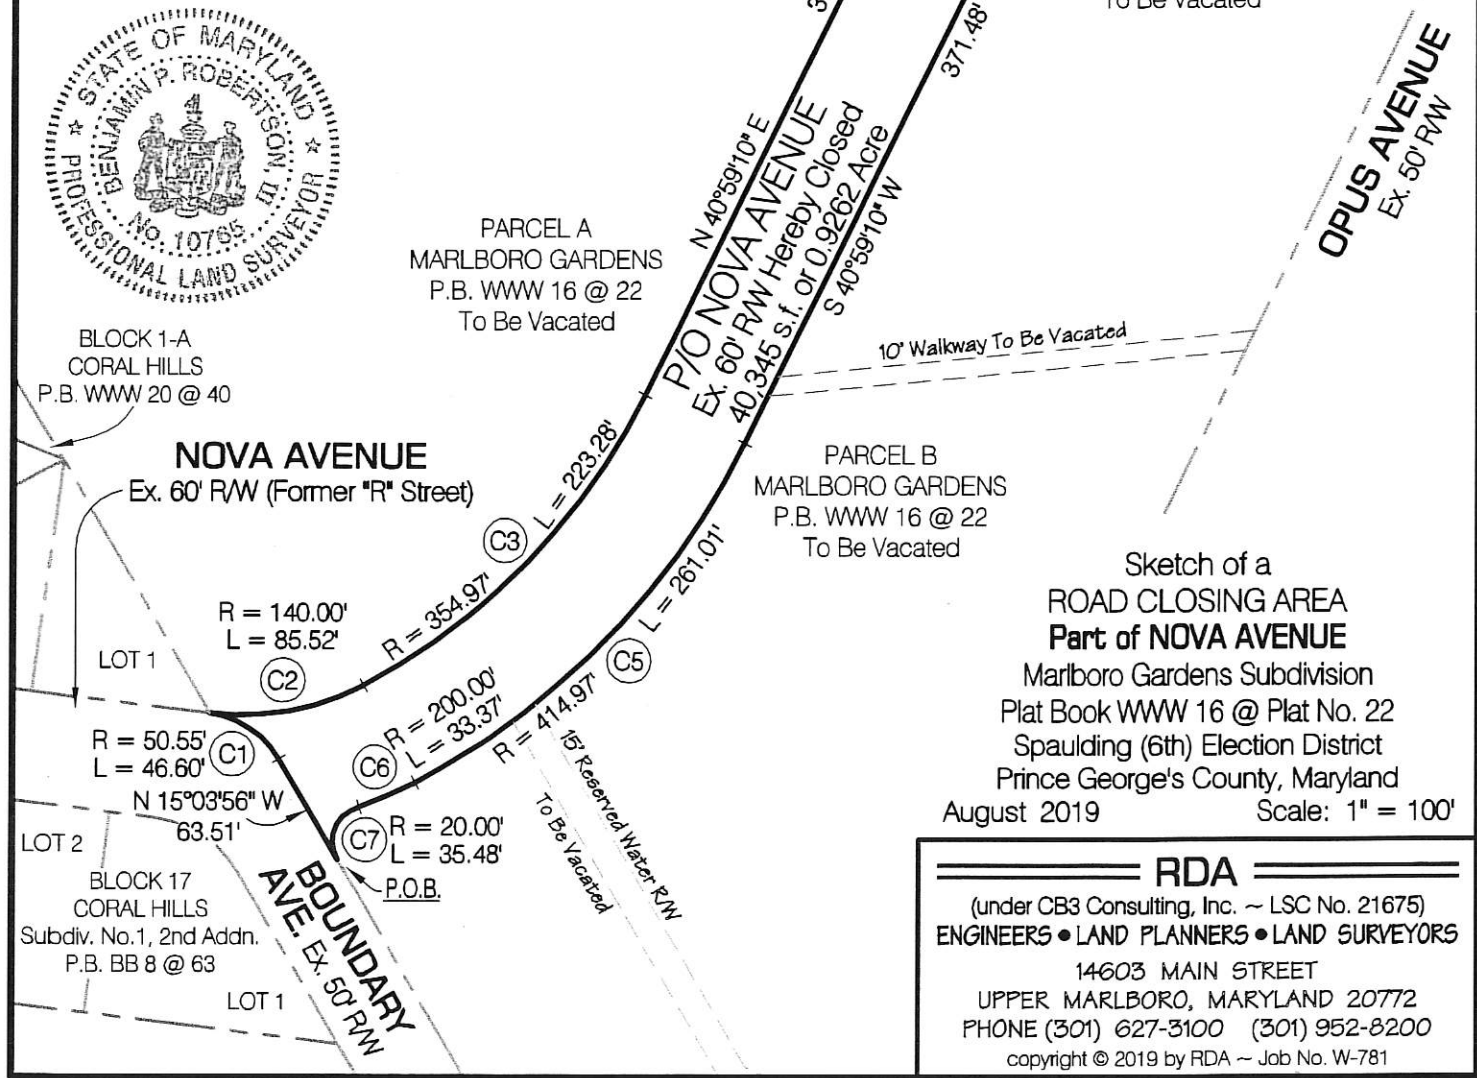 To Be Vacated
3
371.48'
STATE OF MARYLAND
BENJAMIN P. ROBERTSON, III
No. 10765
PROFESSIONAL LAND SURVEYOR
OPUS AVENUE
Ex. 50' R/W
N 40°59'10" E
P/O NOVA AVENUE
Ex. 60' R/W Hereby Closed
40,345 s.f. or 0.9262 Acre
S 40°59'10" W
PARCEL A
MARLBORO GARDENS
P.B. WWW 16 @ 22
To Be Vacated
BLOCK 1-A
CORAL HILLS
P.B. WWW 20 @ 40
10' Walkway To Be Vacated
NOVA AVENUE
Ex. 60' R/W (Former "R" Street)
PARCEL B
MARLBORO GARDENS
P.B. WWW 16 @ 22
To Be Vacated
C3
L = 223.28'
R = 354.97'
L = 261.01'
C5
R = 414.97'
R = 140.00'
L = 85.52'
C2
LOT 1
R = 200.00'
L = 33.37'
C6
R = 50.55'
L = 46.60'
C1
N 15°03'56" W
63.51'
C7
R = 20.00'
L = 35.48'
P.O.B.
15' Reserved Water R/W
To Be Vacated
LOT 2
BLOCK 17
CORAL HILLS
Subdiv. No.1, 2nd Addn.
P.B. BB 8 @ 63
LOT 1
BOUNDARY
AVE. Ex. 50' R/W
Sketch of a
ROAD CLOSING AREA
Part of NOVA AVENUE
Marlboro Gardens Subdivision
Plat Book WWW 16 @ Plat No. 22
Spaulding (6th) Election District
Prince George's County, Maryland
August 2019 Scale: 1" = 100'
RDA
(under CB3 Consulting, Inc. ~ LSC No. 21675)
ENGINEERS • LAND PLANNERS • LAND SURVEYORS
14603 MAIN STREET
UPPER MARLBORO, MARYLAND 20772
PHONE (301) 627-3100 (301) 952-8200
copyright © 2019 by RDA ~ Job No. W-781